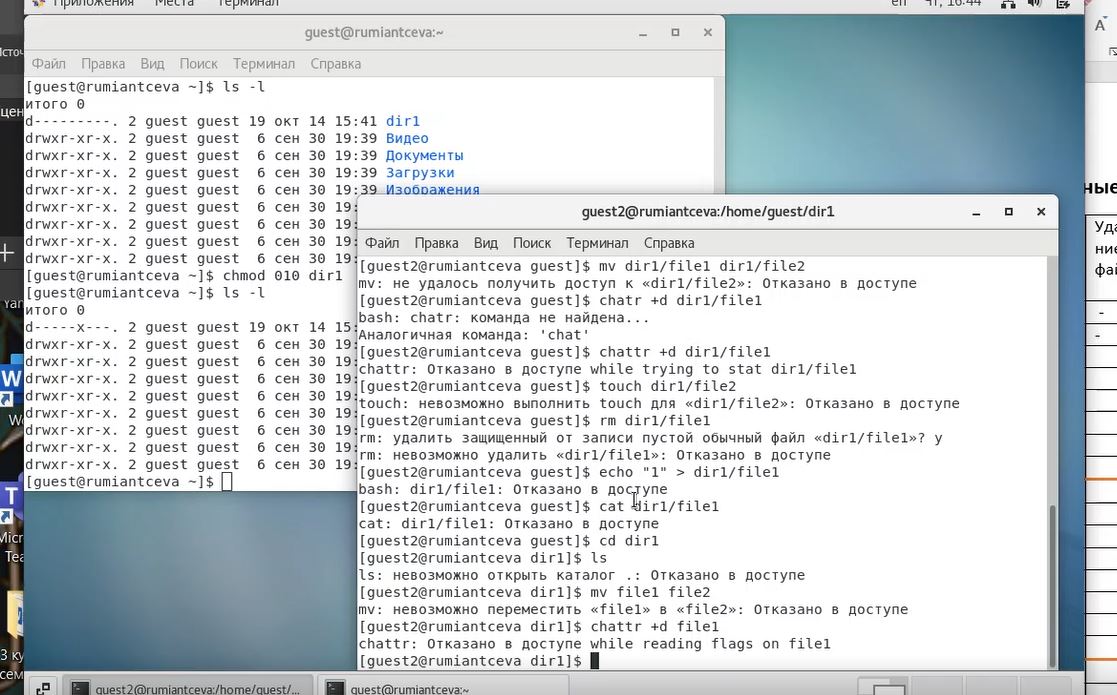 Приложения Места Терминал en Чт, 16:44
guest@rumiantceva:~
Файл Правка Вид Поиск Терминал Справка
[guest@rumiantceva ~]$ ls -l
итого 0
d---------. 2 guest guest 19 окт 14 15:41 dir1
drwxr-xr-x. 2 guest guest  6 сен 30 19:39 Видео
drwxr-xr-x. 2 guest guest  6 сен 30 19:39 Документы
drwxr-xr-x. 2 guest guest  6 сен 30 19:39 Загрузки
drwxr-xr-x. 2 guest guest  6 сен 30 19:39 Изображения
drwxr-xr-x. 2 guest guest  6 сен 30 19:
drwxr-xr-x. 2 guest guest  6 сен 30 19:
drwxr-xr-x. 2 guest guest  6 сен 30 19:
drwxr-xr-x. 2 guest guest  6 сен 30 19:
[guest@rumiantceva ~]$ chmod 010 dir1
[guest@rumiantceva ~]$ ls -l
итого 0
d-----x---. 2 guest guest 19 окт 14 15:
drwxr-xr-x. 2 guest guest  6 сен 30 19:
drwxr-xr-x. 2 guest guest  6 сен 30 19:
drwxr-xr-x. 2 guest guest  6 сен 30 19:
drwxr-xr-x. 2 guest guest  6 сен 30 19:
drwxr-xr-x. 2 guest guest  6 сен 30 19:
drwxr-xr-x. 2 guest guest  6 сен 30 19:
drwxr-xr-x. 2 guest guest  6 сен 30 19:
drwxr-xr-x. 2 guest guest  6 сен 30 19:
[guest@rumiantceva ~]$
guest2@rumiantceva:/home/guest/dir1
Файл Правка Вид Поиск Терминал Справка
[guest2@rumiantceva guest]$ mv dir1/file1 dir1/file2
mv: не удалось получить доступ к «dir1/file2»: Отказано в доступе
[guest2@rumiantceva guest]$ chatr +d dir1/file1
bash: chatr: команда не найдена...
Аналогичная команда: 'chat'
[guest2@rumiantceva guest]$ chattr +d dir1/file1
chattr: Отказано в доступе while trying to stat dir1/file1
[guest2@rumiantceva guest]$ touch dir1/file2
touch: невозможно выполнить touch для «dir1/file2»: Отказано в доступе
[guest2@rumiantceva guest]$ rm dir1/file1
rm: удалить защищенный от записи пустой обычный файл «dir1/file1»? y
rm: невозможно удалить «dir1/file1»: Отказано в доступе
[guest2@rumiantceva guest]$ echo "1" > dir1/file1
bash: dir1/file1: Отказано в доступе
[guest2@rumiantceva guest]$ cat dir1/file1
cat: dir1/file1: Отказано в доступе
[guest2@rumiantceva guest]$ cd dir1
[guest2@rumiantceva dir1]$ ls
ls: невозможно открыть каталог .: Отказано в доступе
[guest2@rumiantceva dir1]$ mv file1 file2
mv: невозможно переместить «file1» в «file2»: Отказано в доступе
[guest2@rumiantceva dir1]$ chattr +d file1
chattr: Отказано в доступе while reading flags on file1
[guest2@rumiantceva dir1]$
guest2@rumiantceva:/home/guest/...
guest@rumiantceva:~
ные
Уда
ние
фай
-
-
A
W
T
Micr
Теа
3 ку
сем